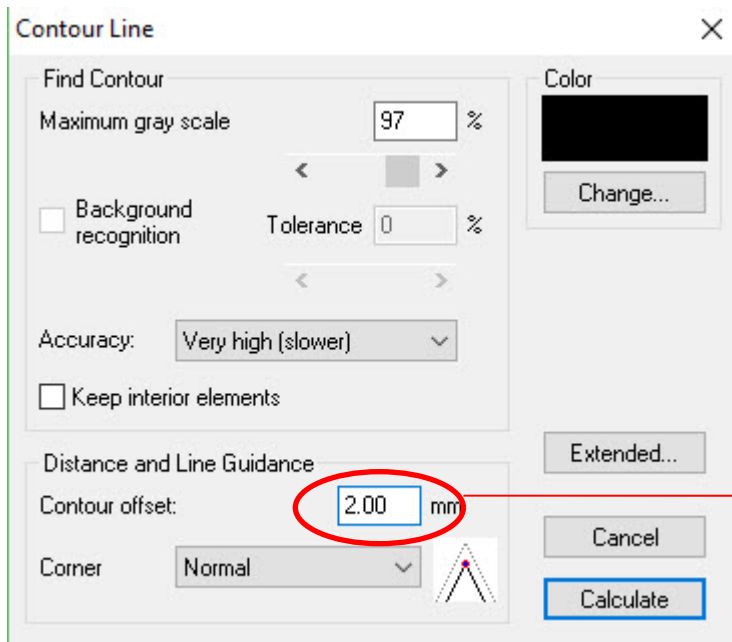 Contour Line
Find Contour
Maximum gray scale 97 %
Background
recognition
Tolerance 0 %
Accuracy: Very high (slower)
Keep interior elements
Distance and Line Guidance
Contour offset: 2.00 mm
Corner Normal
Color
Change...
Extended...
Cancel
Calculate